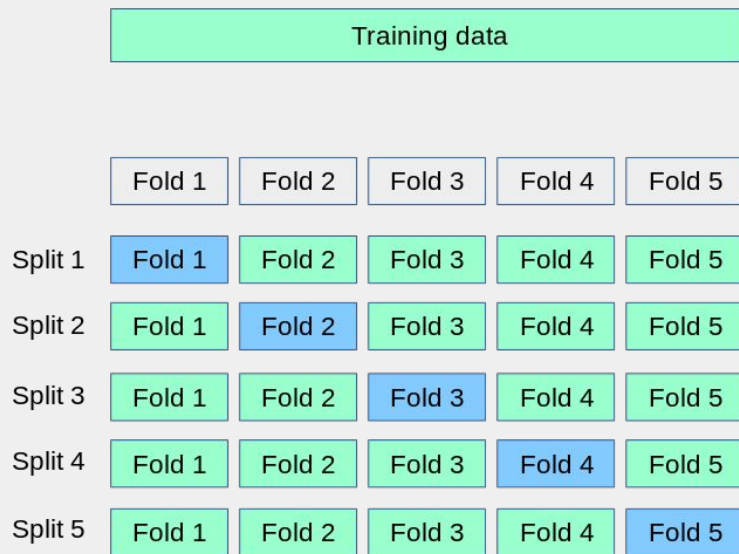 Training data
Fold 1 Fold 2 Fold 3 Fold 4 Fold 5
Split 1 Fold 1 Fold 2 Fold 3 Fold 4 Fold 5
Split 2 Fold 1 Fold 2 Fold 3 Fold 4 Fold 5
Split 3 Fold 1 Fold 2 Fold 3 Fold 4 Fold 5
Split 4 Fold 1 Fold 2 Fold 3 Fold 4 Fold 5
Split 5 Fold 1 Fold 2 Fold 3 Fold 4 Fold 5